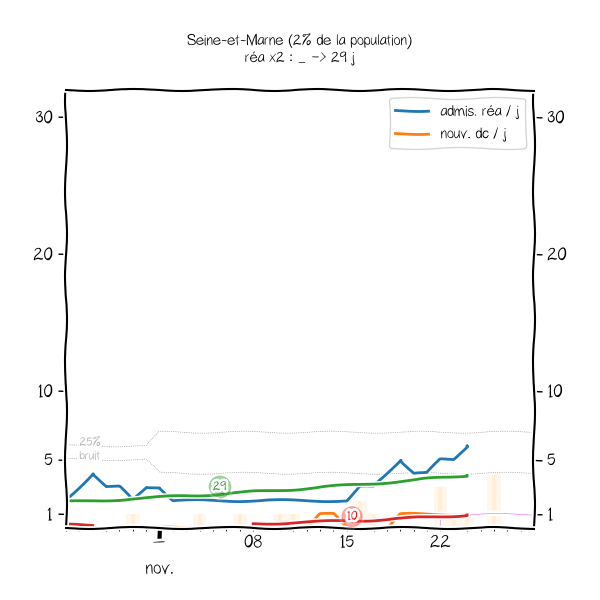 Seine-et-Marne (2% de la population)
réa x2 : _ -> 29 j
admis. réa / j
nouv. dc / j
30
30
20
20
10
10
25%
bruit
5
5
29
10
1
1
1
08
15
22
nov.